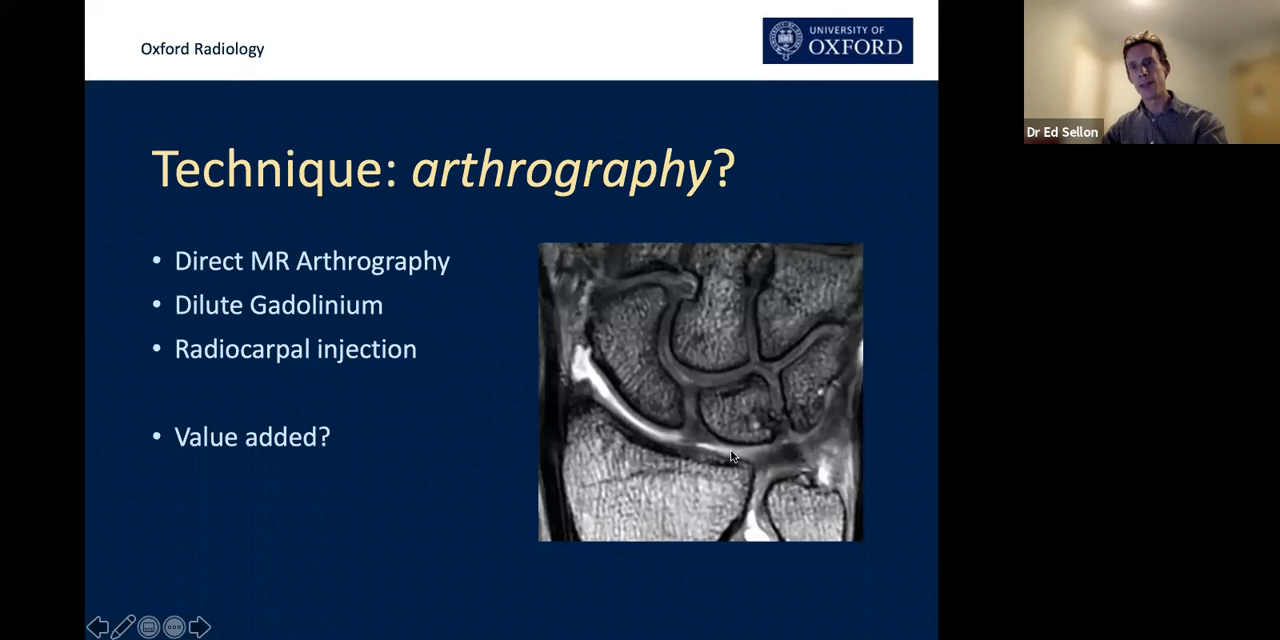 Oxford Radiology
UNIVERSITY OF
OXFORD
Technique: arthrography?
• Direct MR Arthrography
• Dilute Gadolinium
• Radiocarpal injection
• Value added?
Dr Ed Sellon